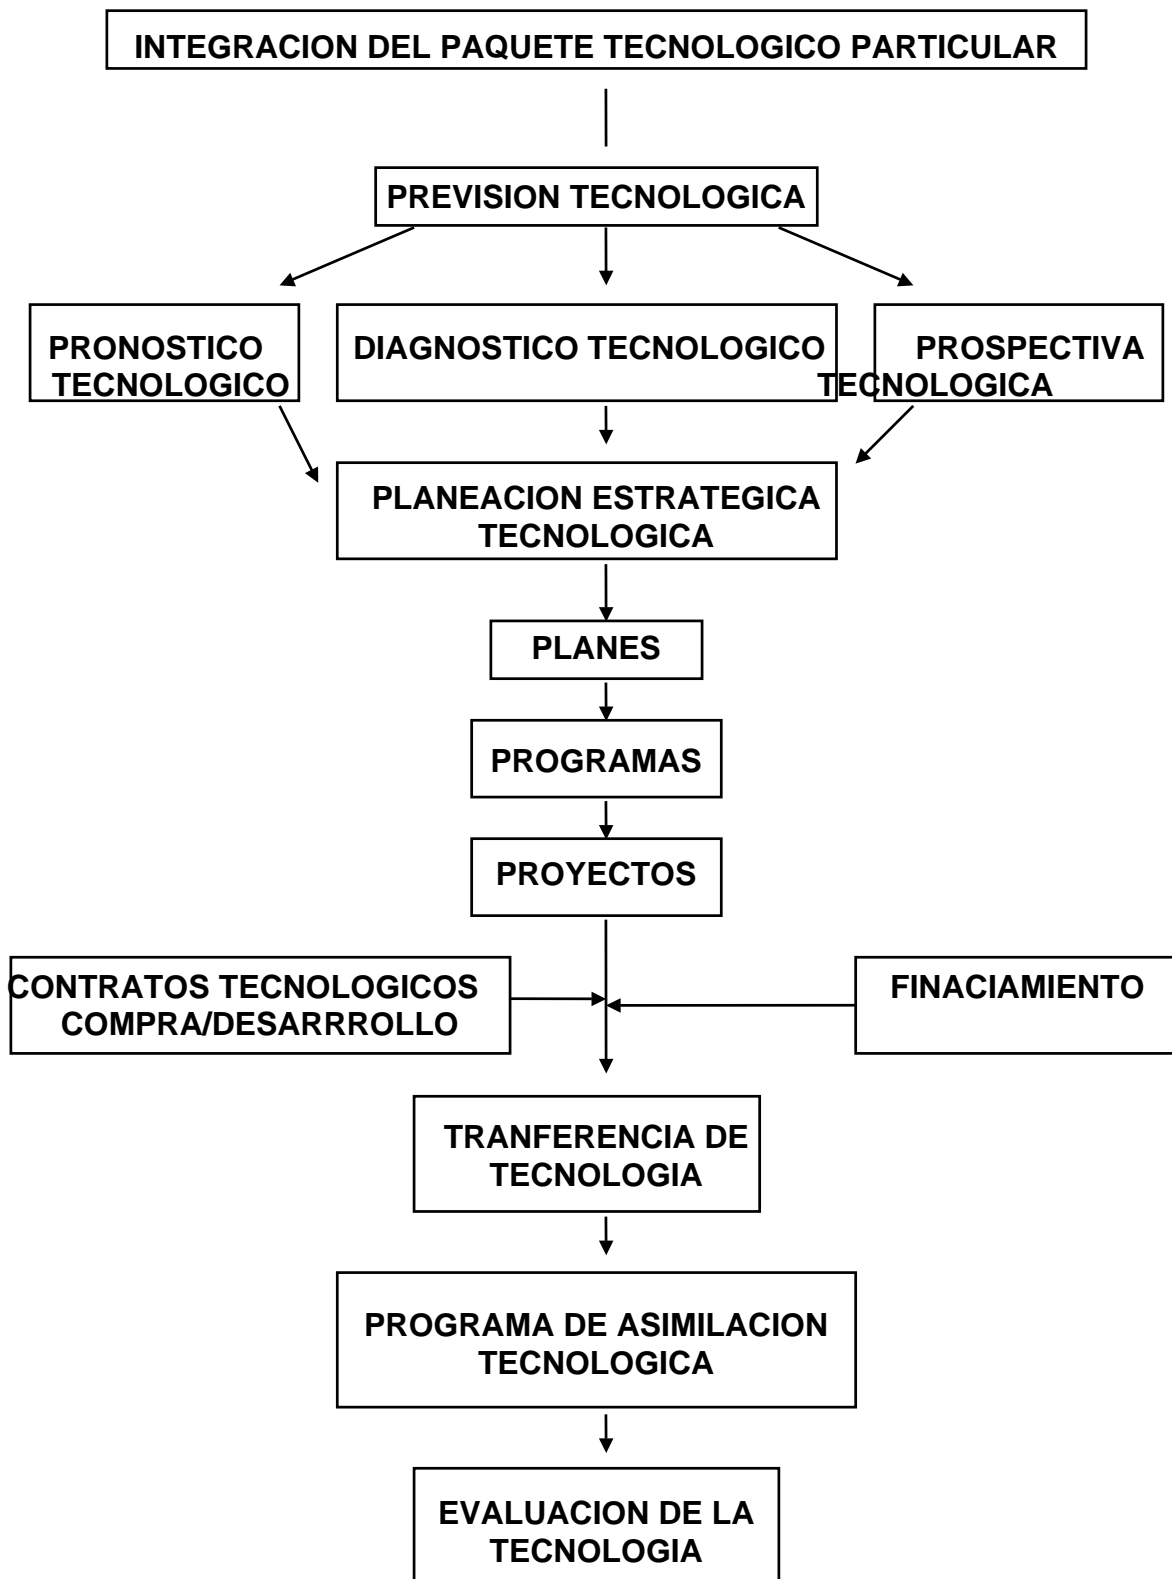 INTEGRACION DEL PAQUETE TECNOLOGICO PARTICULAR
PREVISION TECNOLOGICA
PRONOSTICO
TECNOLOGICO
DIAGNOSTICO TECNOLOGICO
PROSPECTIVA
TECNOLOGICA
PLANEACION ESTRATEGICA
TECNOLOGICA
PLANES
PROGRAMAS
PROYECTOS
CONTRATOS TECNOLOGICOS
COMPRA/DESARRROLLO
FINACIAMIENTO
TRANFERENCIA DE
TECNOLOGIA
PROGRAMA DE ASIMILACION
TECNOLOGICA
EVALUACION DE LA
TECNOLOGIA